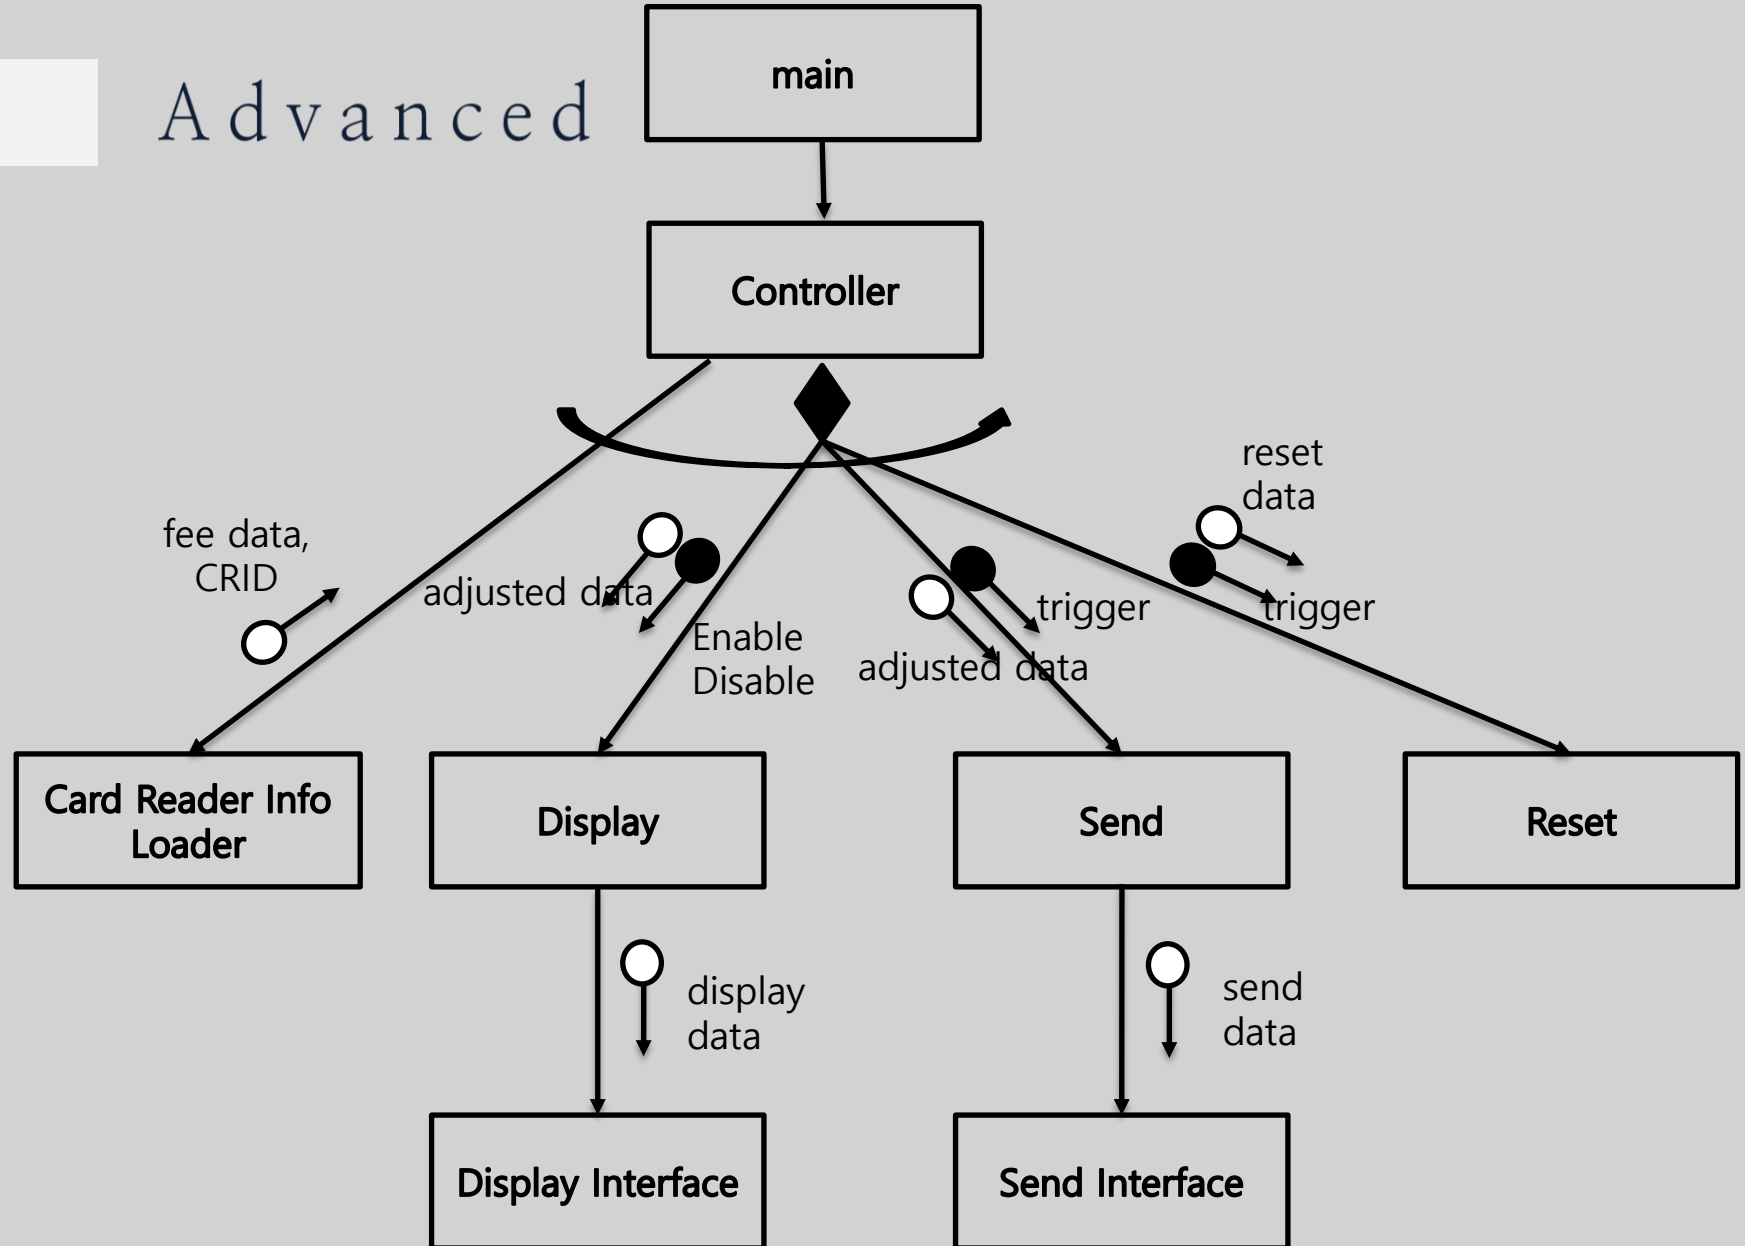 Advanced
main
Controller
reset
data
fee data,
CRID
adjusted data
trigger
trigger
Enable
Disable
adjusted data
Card Reader Info
Loader
Display
Send
Reset
display
data
send
data
Display Interface
Send Interface